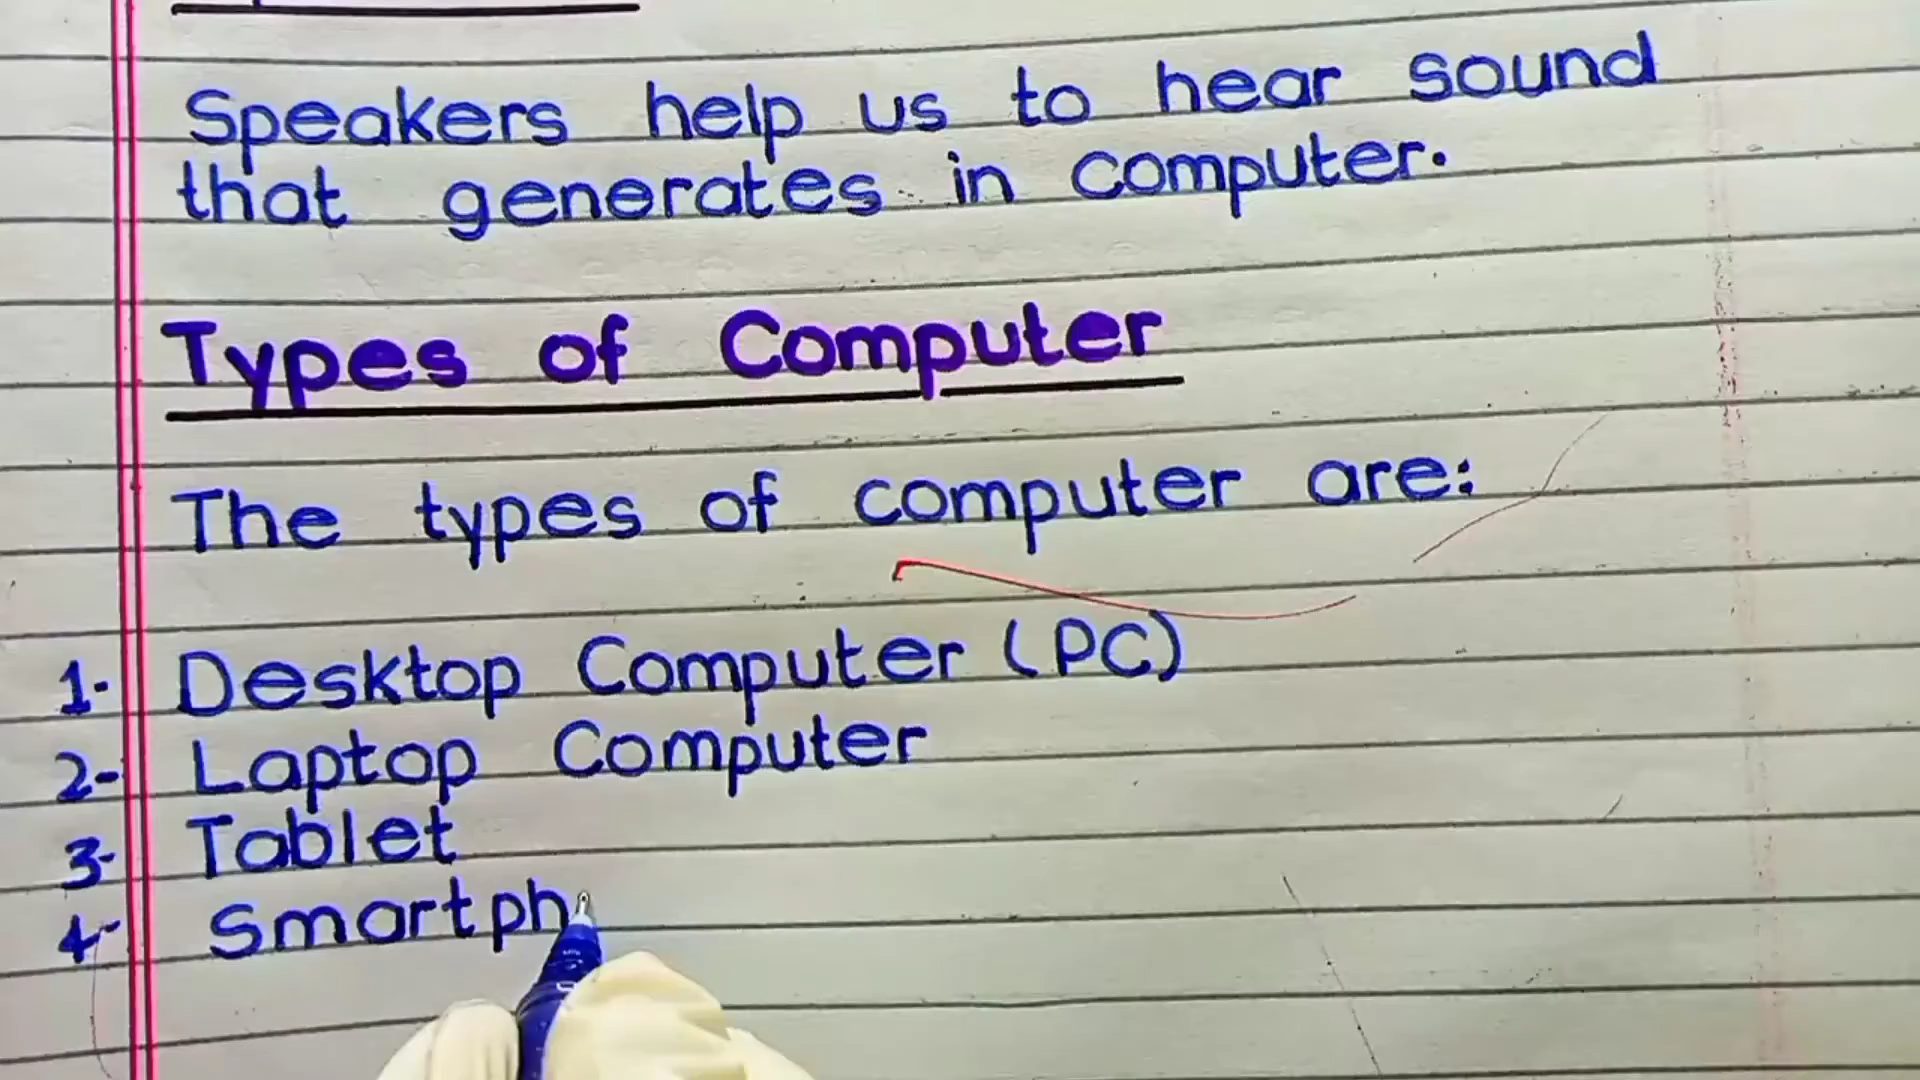 Speakers help us to hear sound
that generates in computer.
Types of Computer
The types of computer are:
1- Desktop Computer (PC)
2- Laptop Computer
3- Tablet
4- Smartph